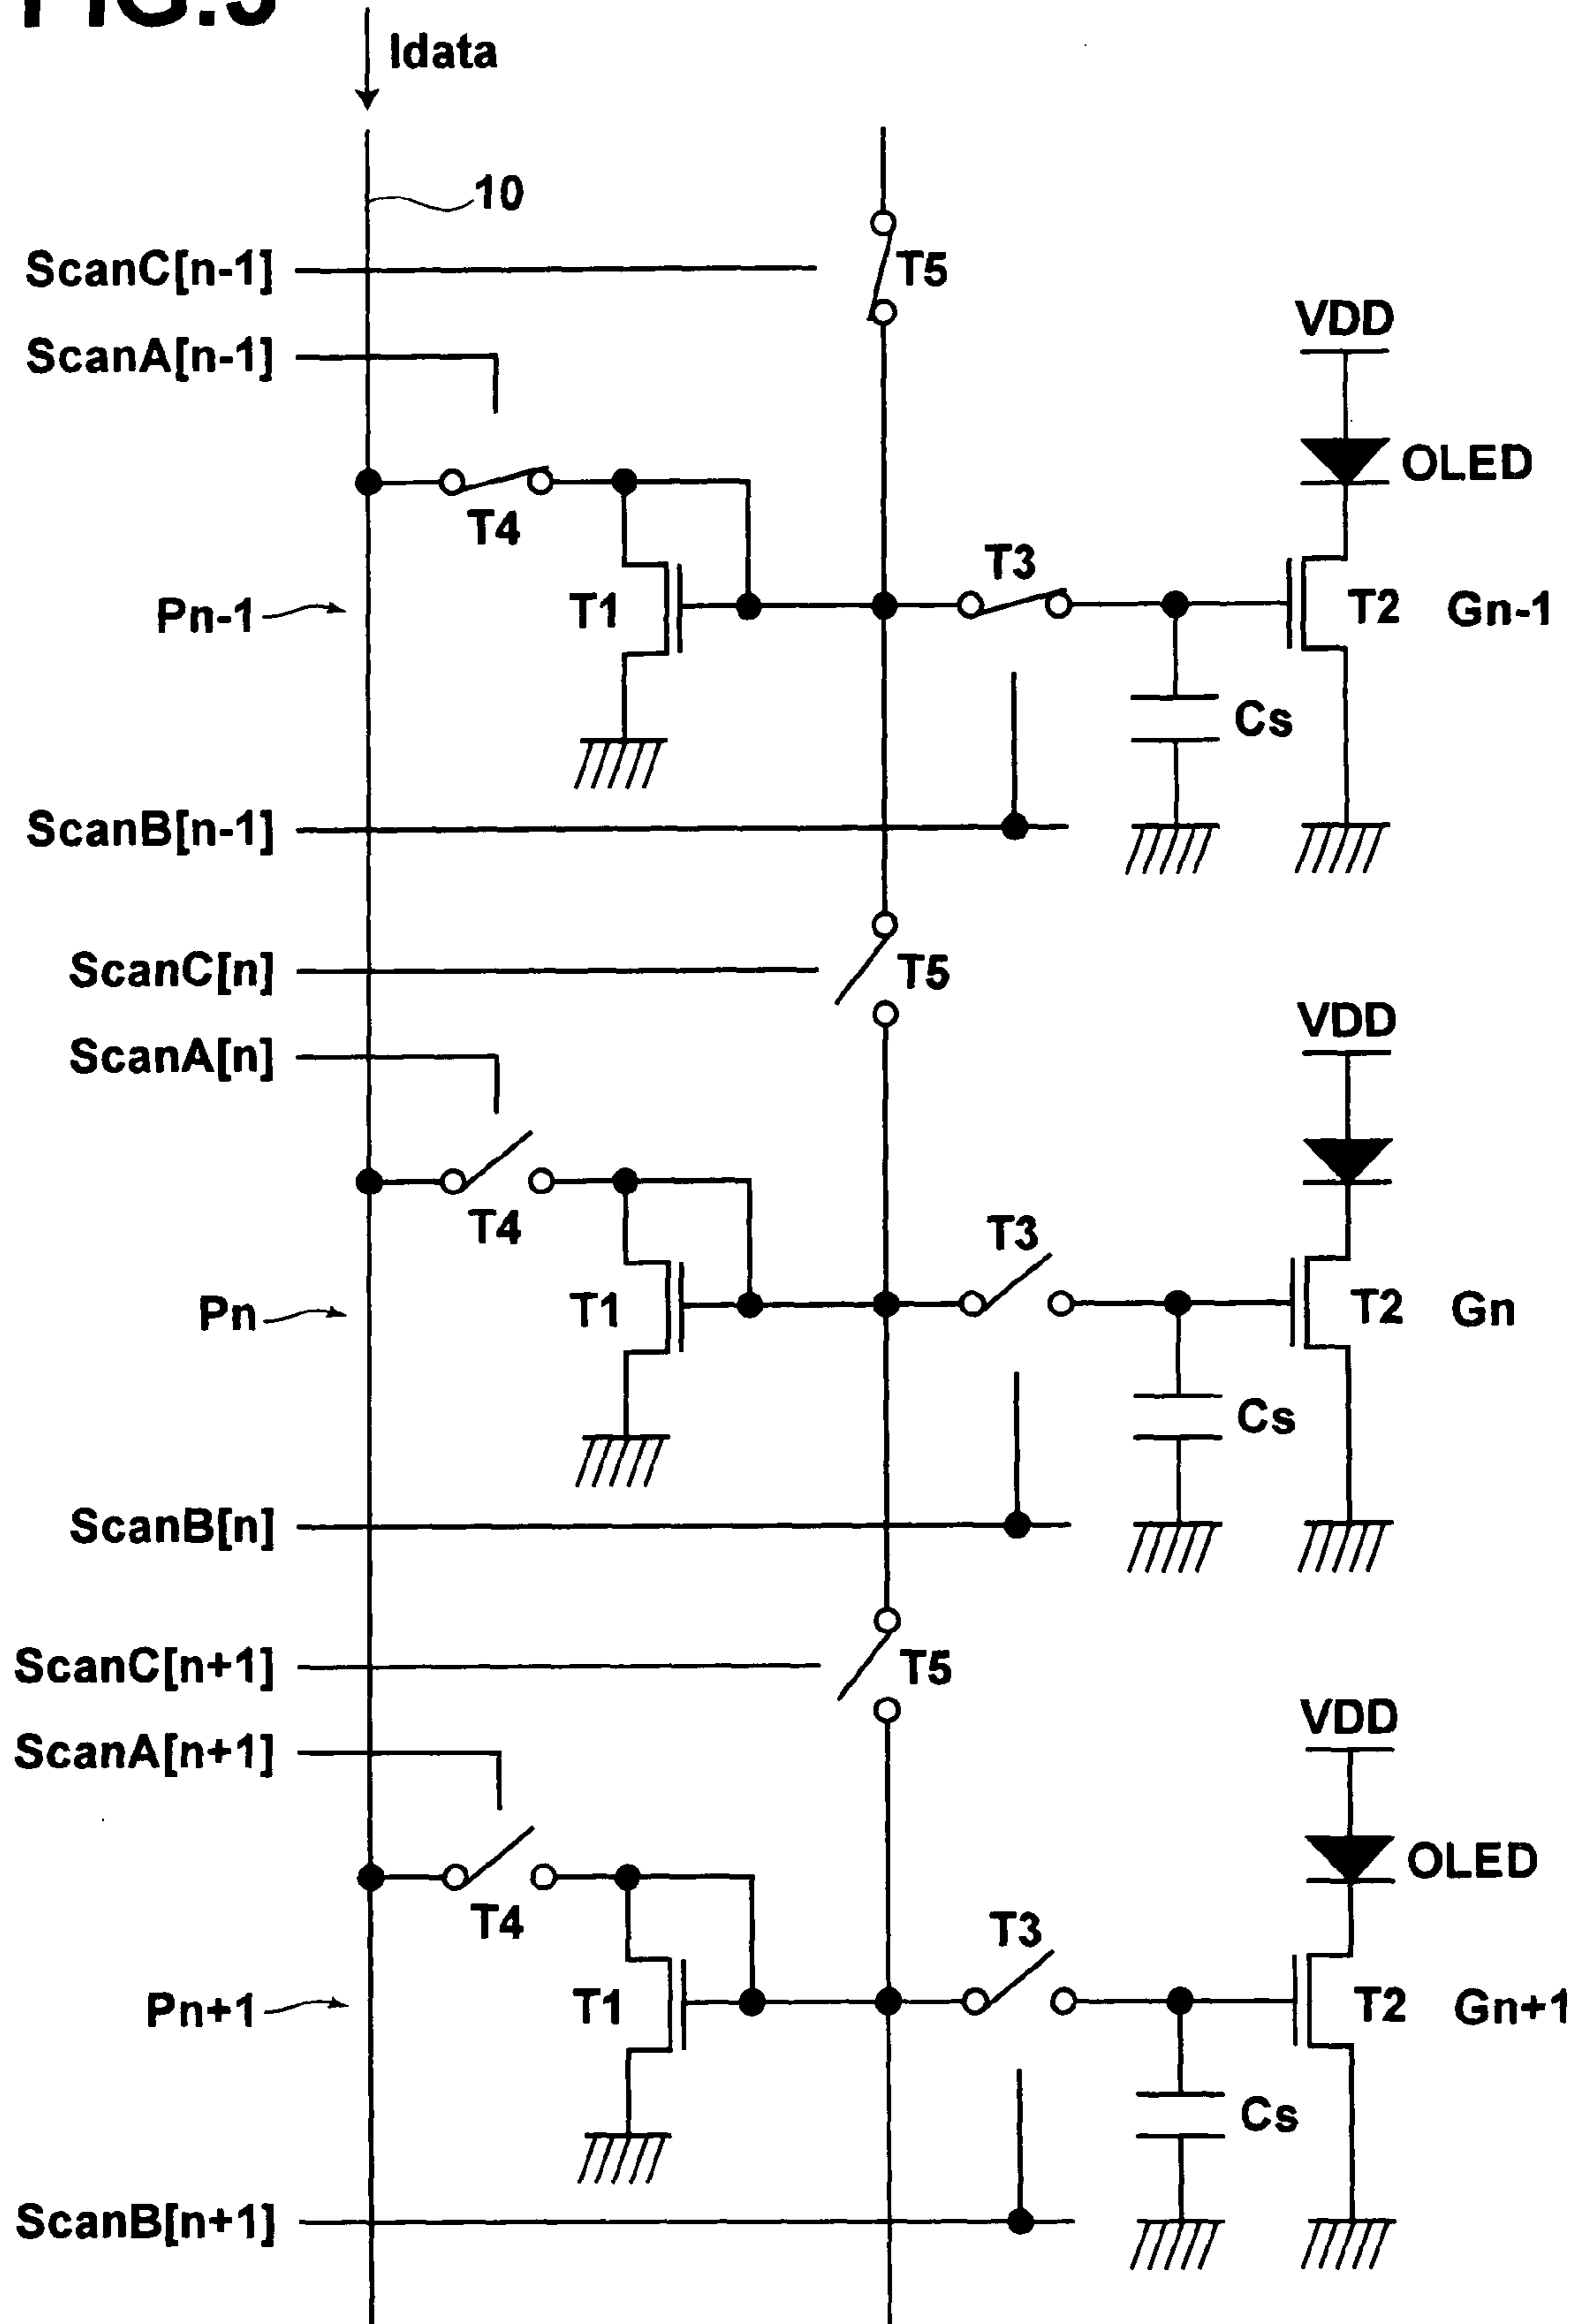 Idata
10
ScanC[n-1]
T5
ScanA[n-1]
VDD
OLED
T4
T3
Pn-1
T1
T2
Gn-1
Cs
ScanB[n-1]
ScanC[n]
T5
ScanA[n]
VDD
T4
T3
Pn
T1
T2
Gn
Cs
ScanB[n]
ScanC[n+1]
T5
ScanA[n+1]
VDD
OLED
T4
T3
Pn+1
T1
T2
Gn+1
Cs
ScanB[n+1]